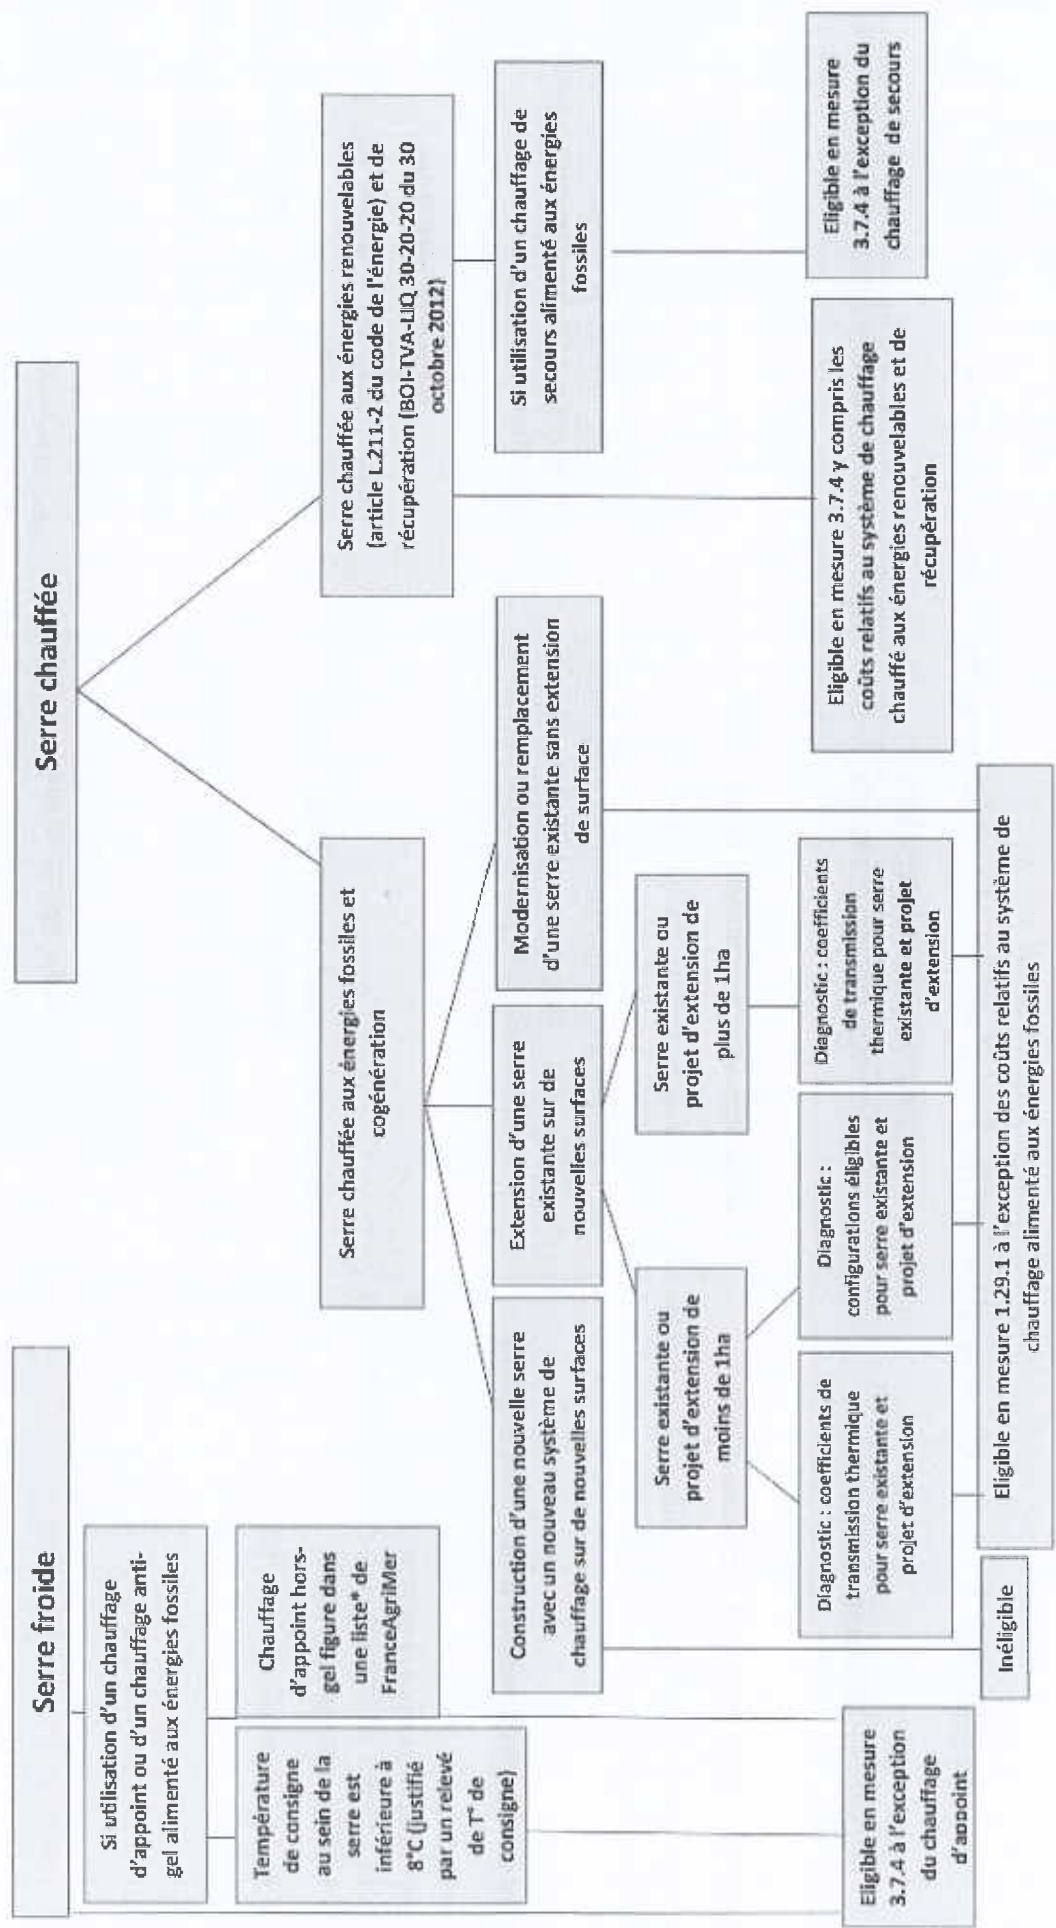 Serre froide
Si utilisation d'un chauffage
d'appoint ou d'un chauffage anti-
gel alimenté aux énergies fossiles
Température
de consigne
au sein de la
serre est
inférieure à
8°C (justifié
par un relevé
de T° de
consigne)
Chauffage
d'appoint hors-
gel figure dans
une liste* de
FranceAgriMer
Eligible en mesure
3.7.4 à l'exception
du chauffage
d'appoint
Serre chauffée
Serre chauffée aux énergies fossiles et
cogénération
Construction d'une nouvelle serre
avec un nouveau système de
chauffage sur de nouvelles surfaces
Extension d'une serre
existante sur de
nouvelles surfaces
Modernisation ou remplacement
d'une serre existante sans extension
de surface
Serre existante ou
projet d'extension de
moins de 1ha
Serre existante ou
projet d'extension de
plus de 1ha
Diagnostic : coefficients de
transmission thermique
pour serre existante et
projet d'extension
Diagnostic :
configurations éligibles
pour serre existante et
projet d'extension
Diagnostic : coefficients
de transmission
thermique pour serre
existante et projet
d'extension
Inéligible
Eligible en mesure 1.29.1 à l'exception des coûts relatifs au système de
chauffage alimenté aux énergies fossiles
Serre chauffée aux énergies renouvelables
(article L.211-2 du code de l'énergie) et de
récupération (BOI-TVA-LIQ 30-20-20 du 30
octobre 2012)
Si utilisation d'un chauffage de
secours alimenté aux énergies
fossiles
Eligible en mesure 3.7.4 y compris les
coûts relatifs au système de chauffage
chauffé aux énergies renouvelables et de
récupération
Eligible en mesure
3.7.4 à l'exception du
chauffage de secours